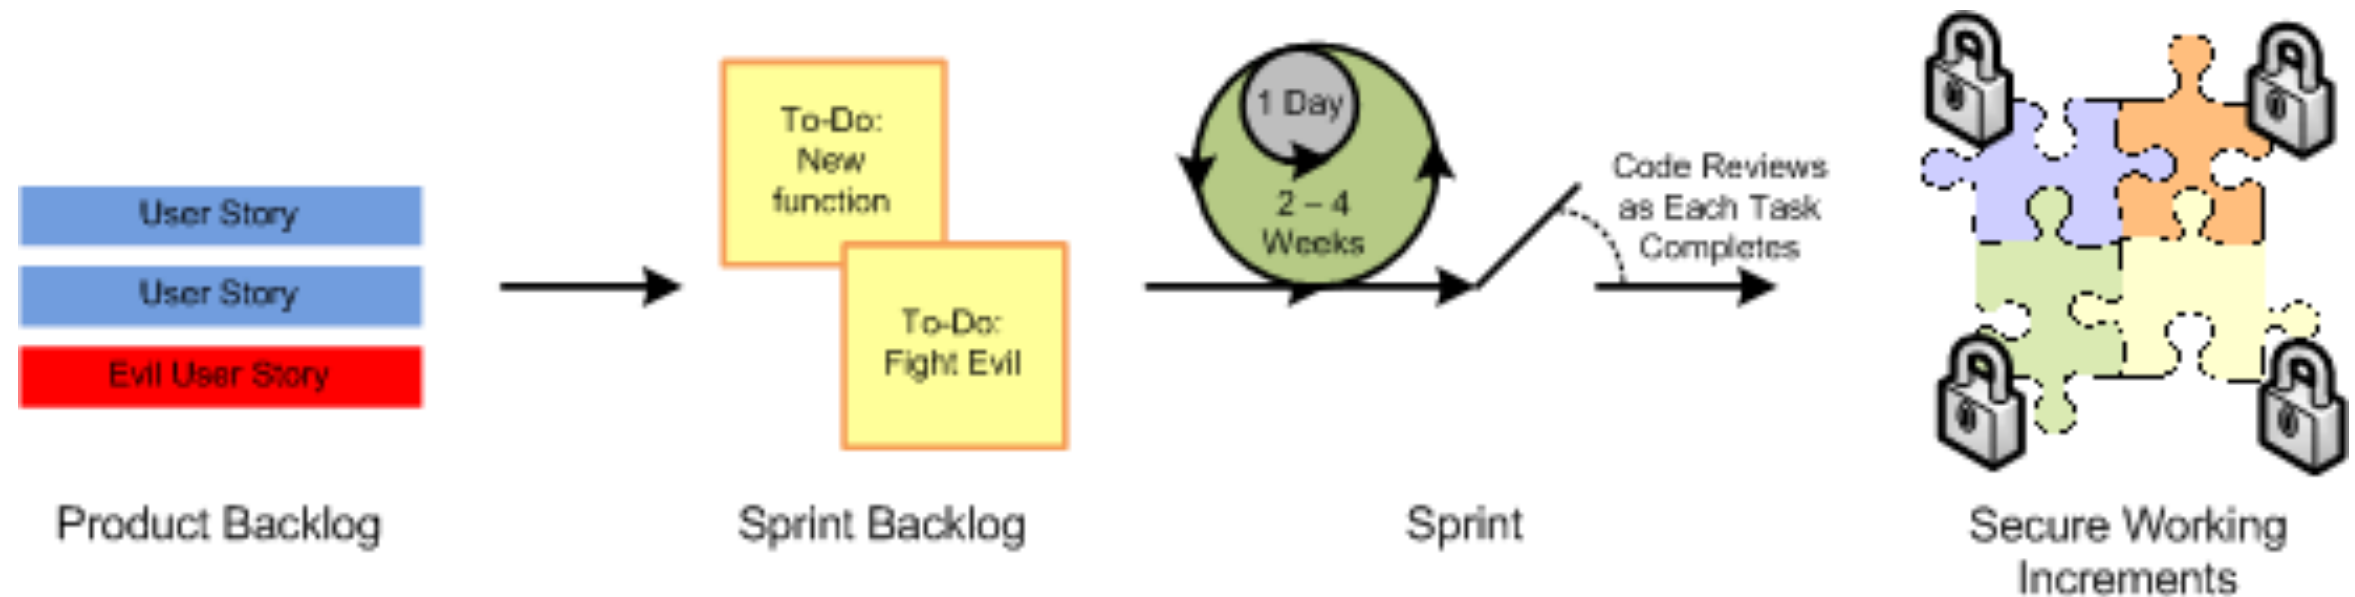 User Story
User Story
Evil User Story
Product Backlog
To-Do:
New
function
To-Do:
Fight Evil
Sprint Backlog
1 Day
2 – 4
Weeks
Sprint
Code Reviews
as Each Task
Completes
Secure Working
Increments